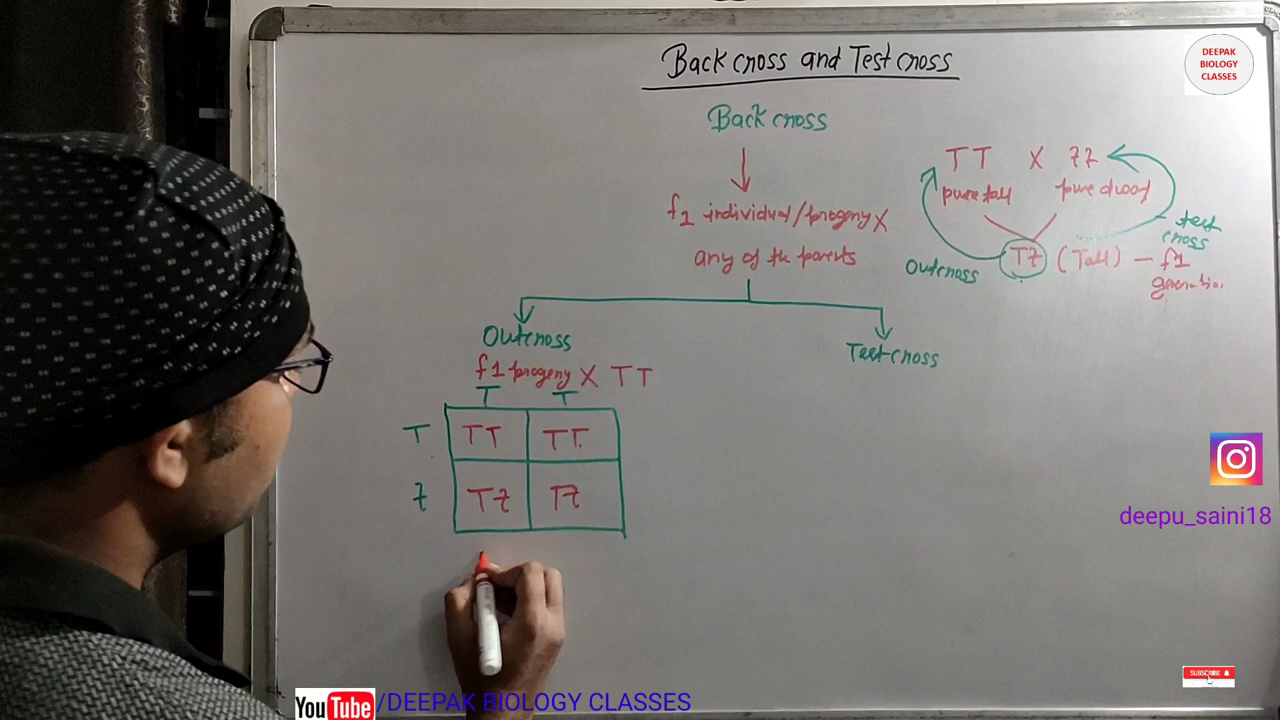 Back cross and Test cross
DEEPAK
BIOLOGY
CLASSES
Back cross
f1 individual/progeny X
any of the parents
TT X tt
pure tall pure dwarf
test
cross
Outcross
Tt (Tall) — f1
generation
Outcross
Test cross
f1 progeny X TT
T T
T TT TT
t Tt Tt
deepu_saini18
SUBSCRIBE
YouTube /DEEPAK BIOLOGY CLASSES